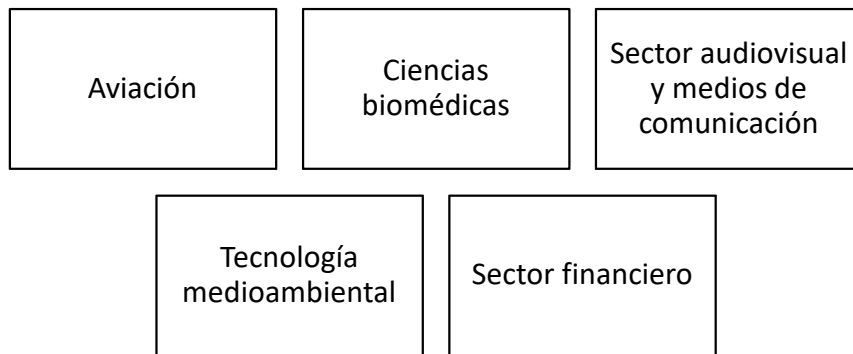 Aviación
Ciencias
biomédicas
Sector audiovisual
y medios de
comunicación
Tecnología
medioambiental
Sector financiero